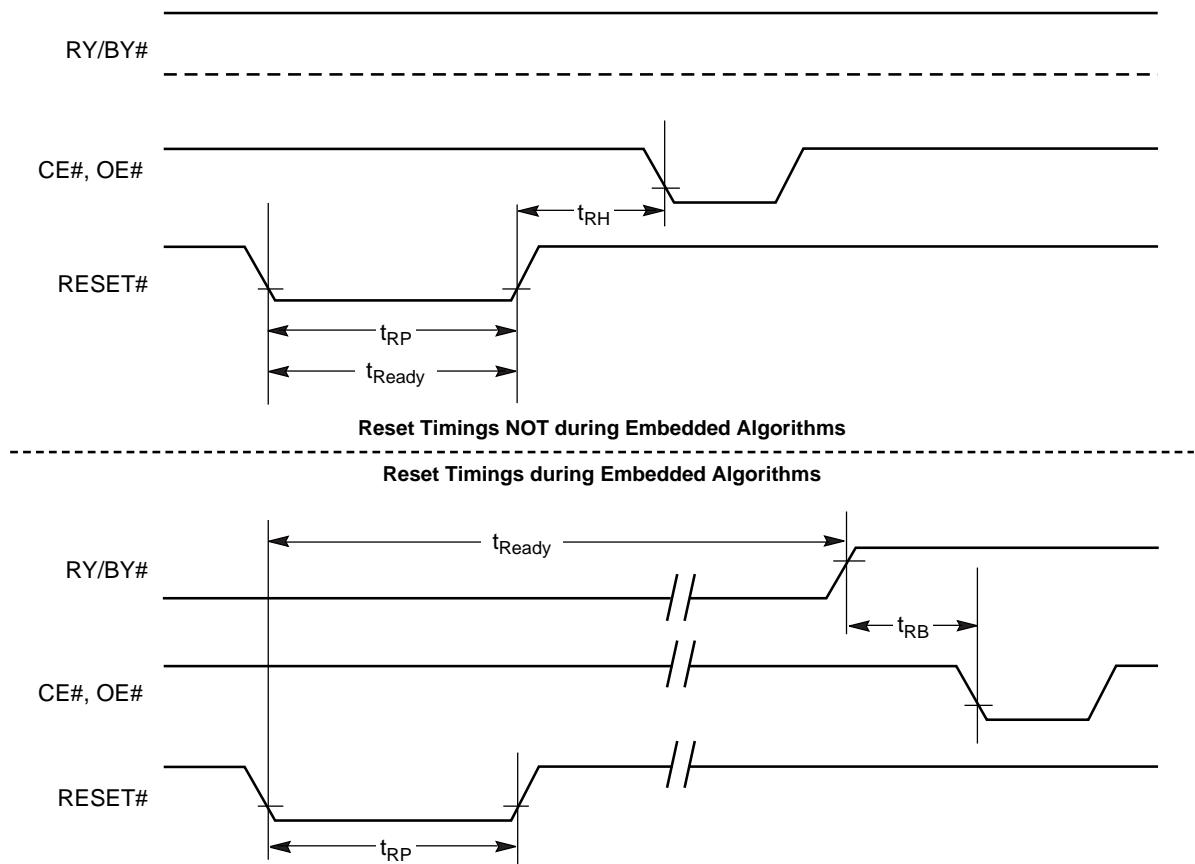 RY/BY#
CE#, OE#
tRH
RESET#
tRP
tReady
Reset Timings NOT during Embedded Algorithms
Reset Timings during Embedded Algorithms
tReady
RY/BY#
tRB
CE#, OE#
RESET#
tRP